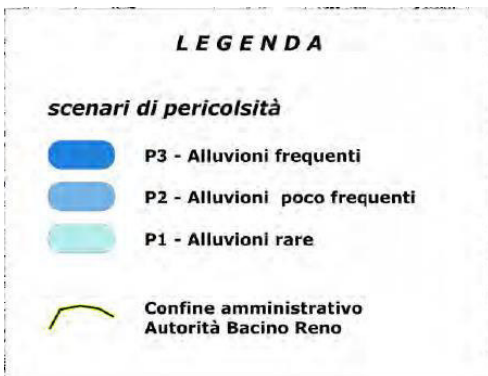 LEGENDA
scenari di pericolsità
P3 - Alluvioni frequenti
P2 - Alluvioni poco frequenti
P1 - Alluvioni rare
Confine amministrativo
Autorità Bacino Reno